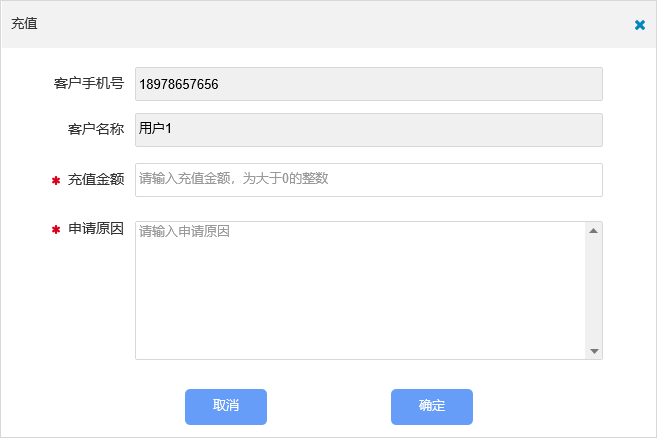 充值
客户手机号 18978657656
客户名称 用户1
✱ 充值金额 请输入充值金额，为大于0的整数
✱ 申请原因 请输入申请原因
取消 确定